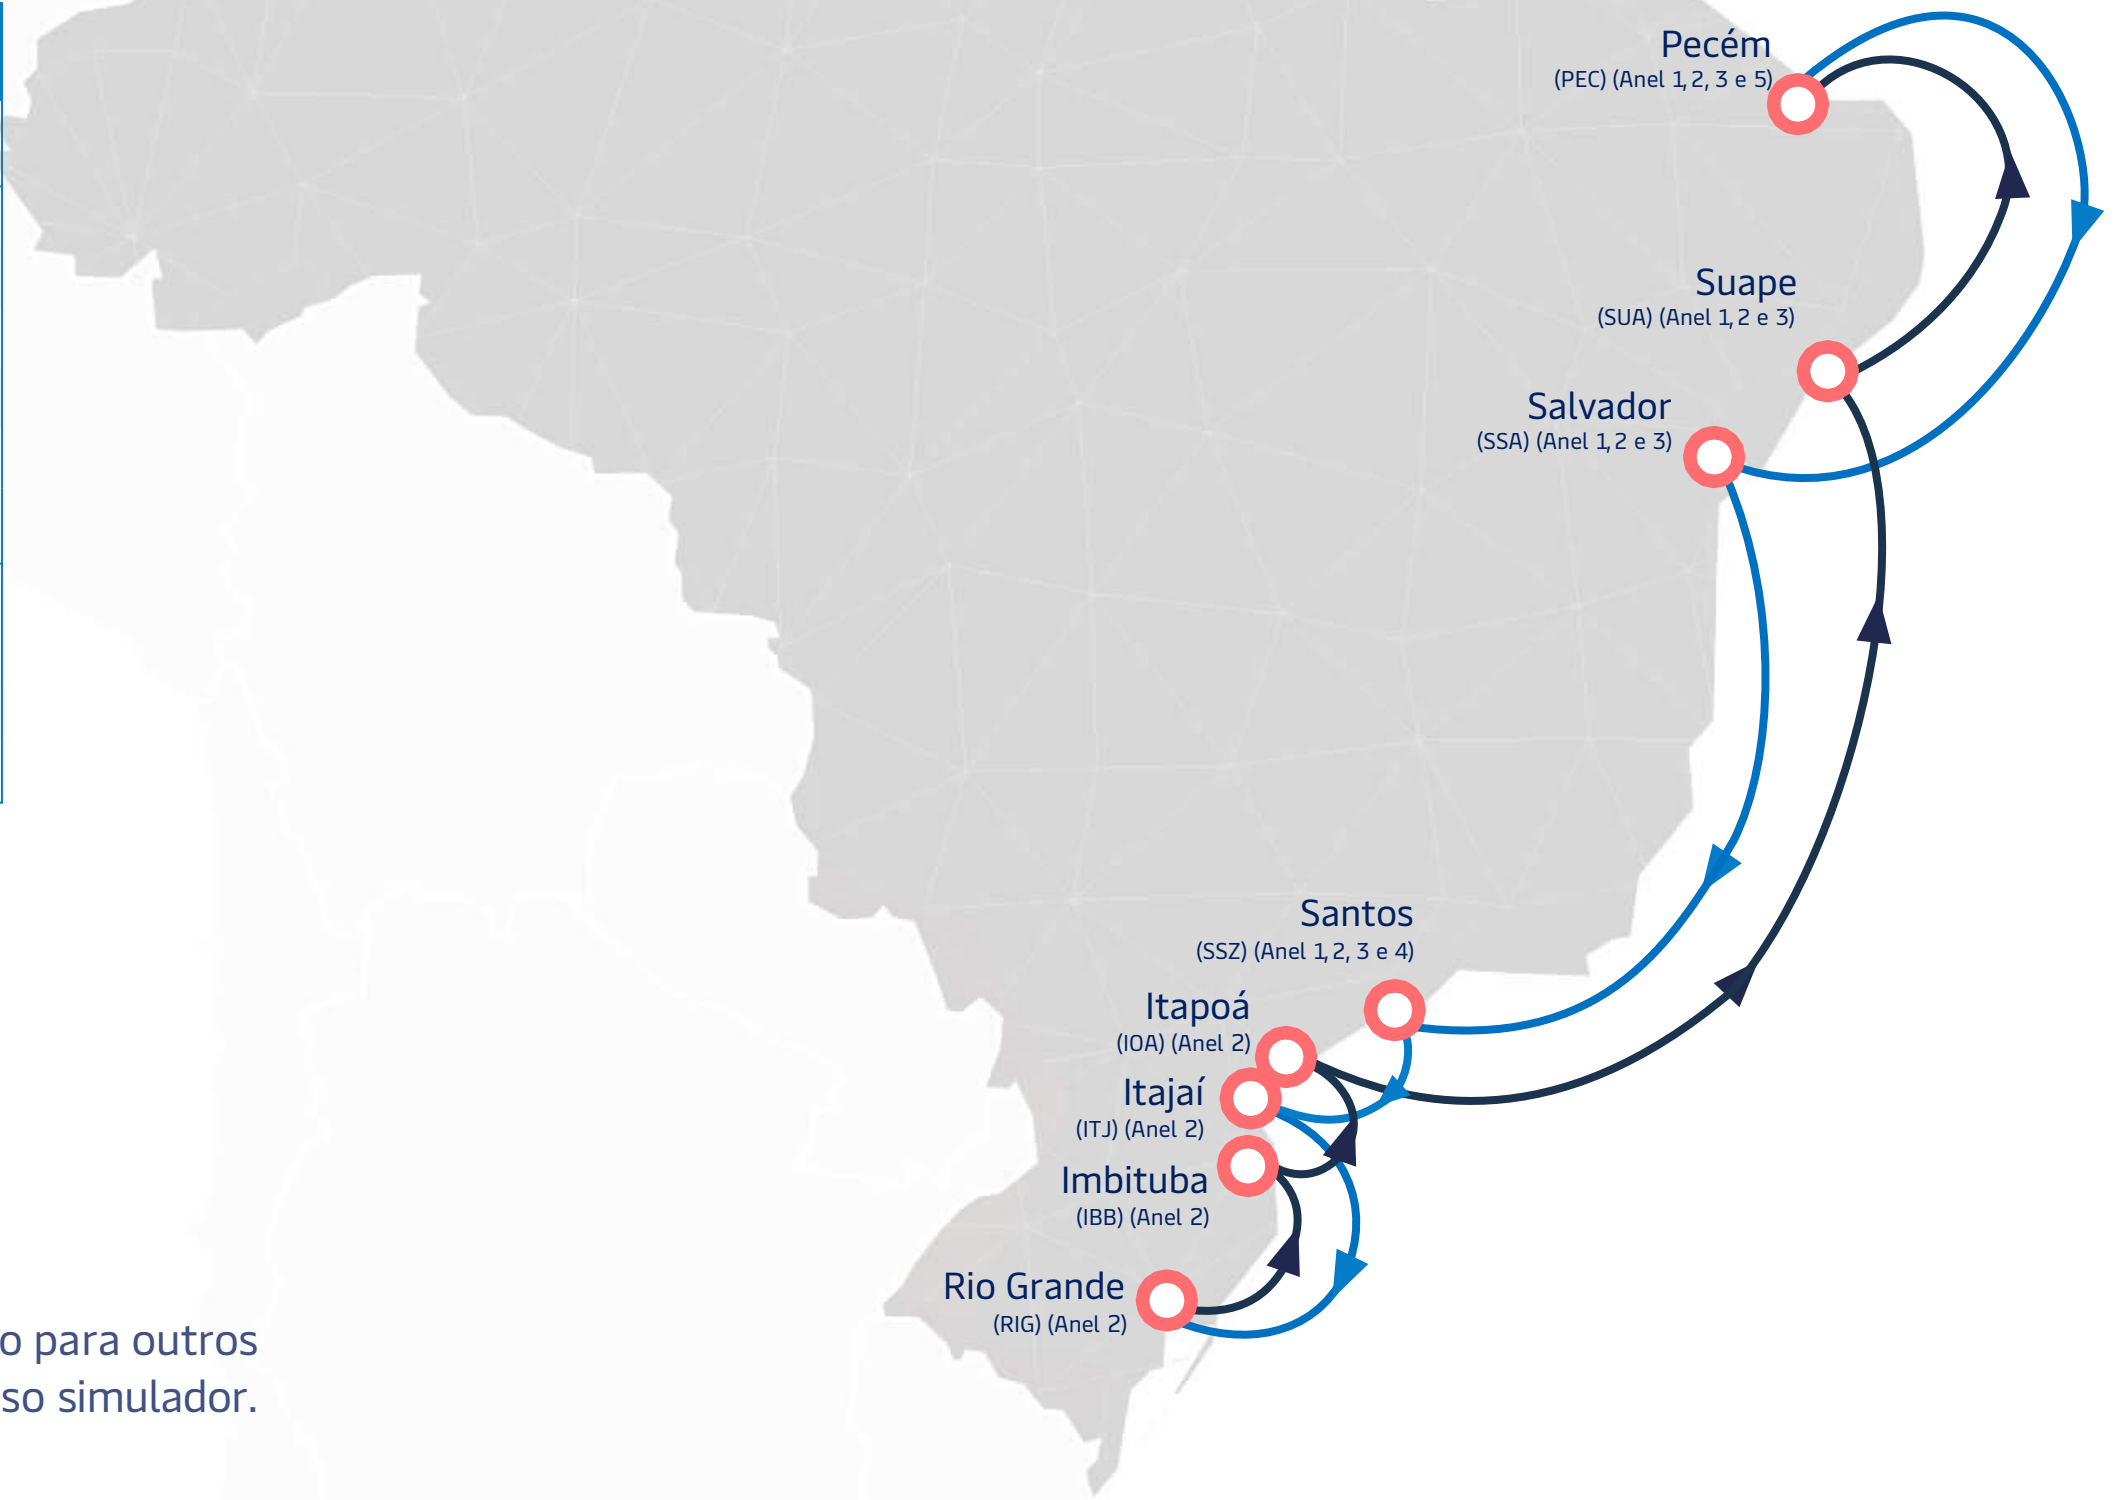 Pecém
(PEC) (Anel 1, 2, 3 e 5)
Suape
(SUA) (Anel 1, 2 e 3)
Salvador
(SSA) (Anel 1, 2 e 3)
Santos
(SSZ) (Anel 1, 2, 3 e 4)
Itapoá
(IOA) (Anel 2)
Itajaí
(ITJ) (Anel 2)
Imbituba
(IBB) (Anel 2)
Rio Grande
(RIG) (Anel 2)
o para outros
so simulador.